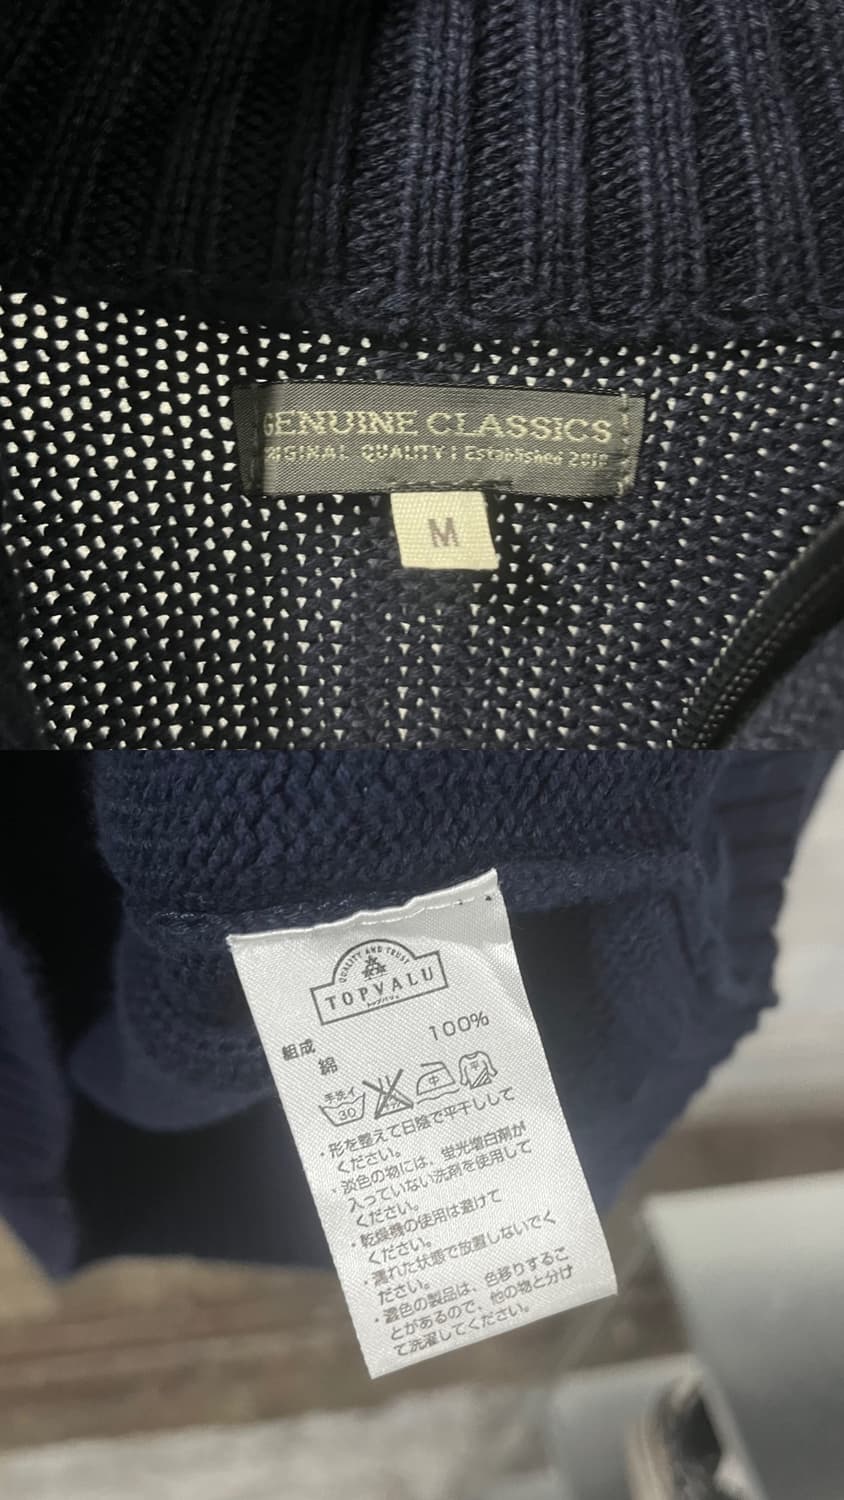 GENUINE CLASSICS
ORIGINAL QUALITY | Established 2010
M
QUALITY AND TRUST
TOPVALU
トップバリュ
組成
綿 100%
手洗イ
30
中
平
・形を整えて日陰で平干しして
ください。
・淡色の物には、蛍光増白剤が
入っていない洗剤を使用して
ください。
・乾燥機の使用は避けて
ください。
・濡れた状態で放置しないでく
ださい。
・濃色の製品は、色移りするこ
とがあるので、他の物と分け
て洗濯してください。